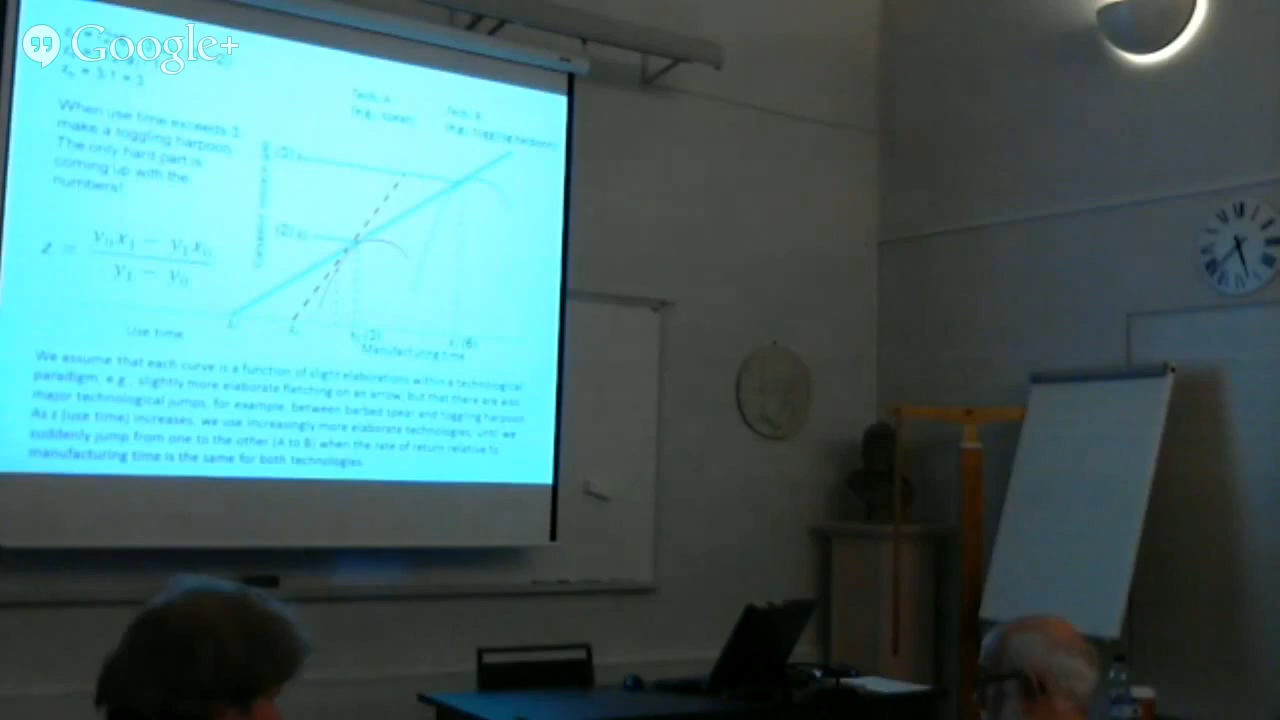 Google+
When use time exceeds 3,
make a toggling harpoon.
The only hard part is
coming up with the
numbers!
Tech. A
(e.g., spear)
Tech. B
(e.g., toggling harpoon)
z = y₀x₁ − y₁x₀
y₁ − y₀
Use time
Manufacturing time
We assume that each curve is a function of slight elaborations within a technological
paradigm, e.g., slightly more elaborate fletching on an arrow, but that there are also
major technological jumps, for example, between barbed spear and toggling harpoon.
As z (use time) increases, we use increasingly more elaborate technologies, until we
suddenly jump from one to the other (A to B) when the rate of return relative to
manufacturing time is the same for both technologies.